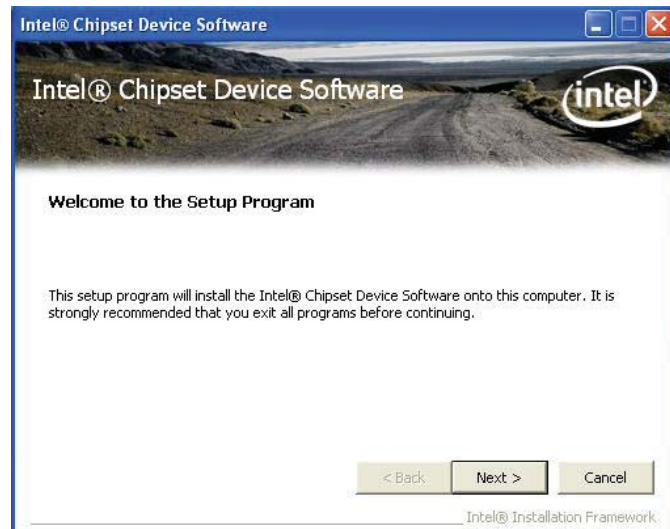 Intel® Chipset Device Software
Intel® Chipset Device Software
intel
Welcome to the Setup Program
This setup program will install the Intel® Chipset Device Software onto this computer. It is
strongly recommended that you exit all programs before continuing.
< Back
Next >
Cancel
Intel® Installation Framework